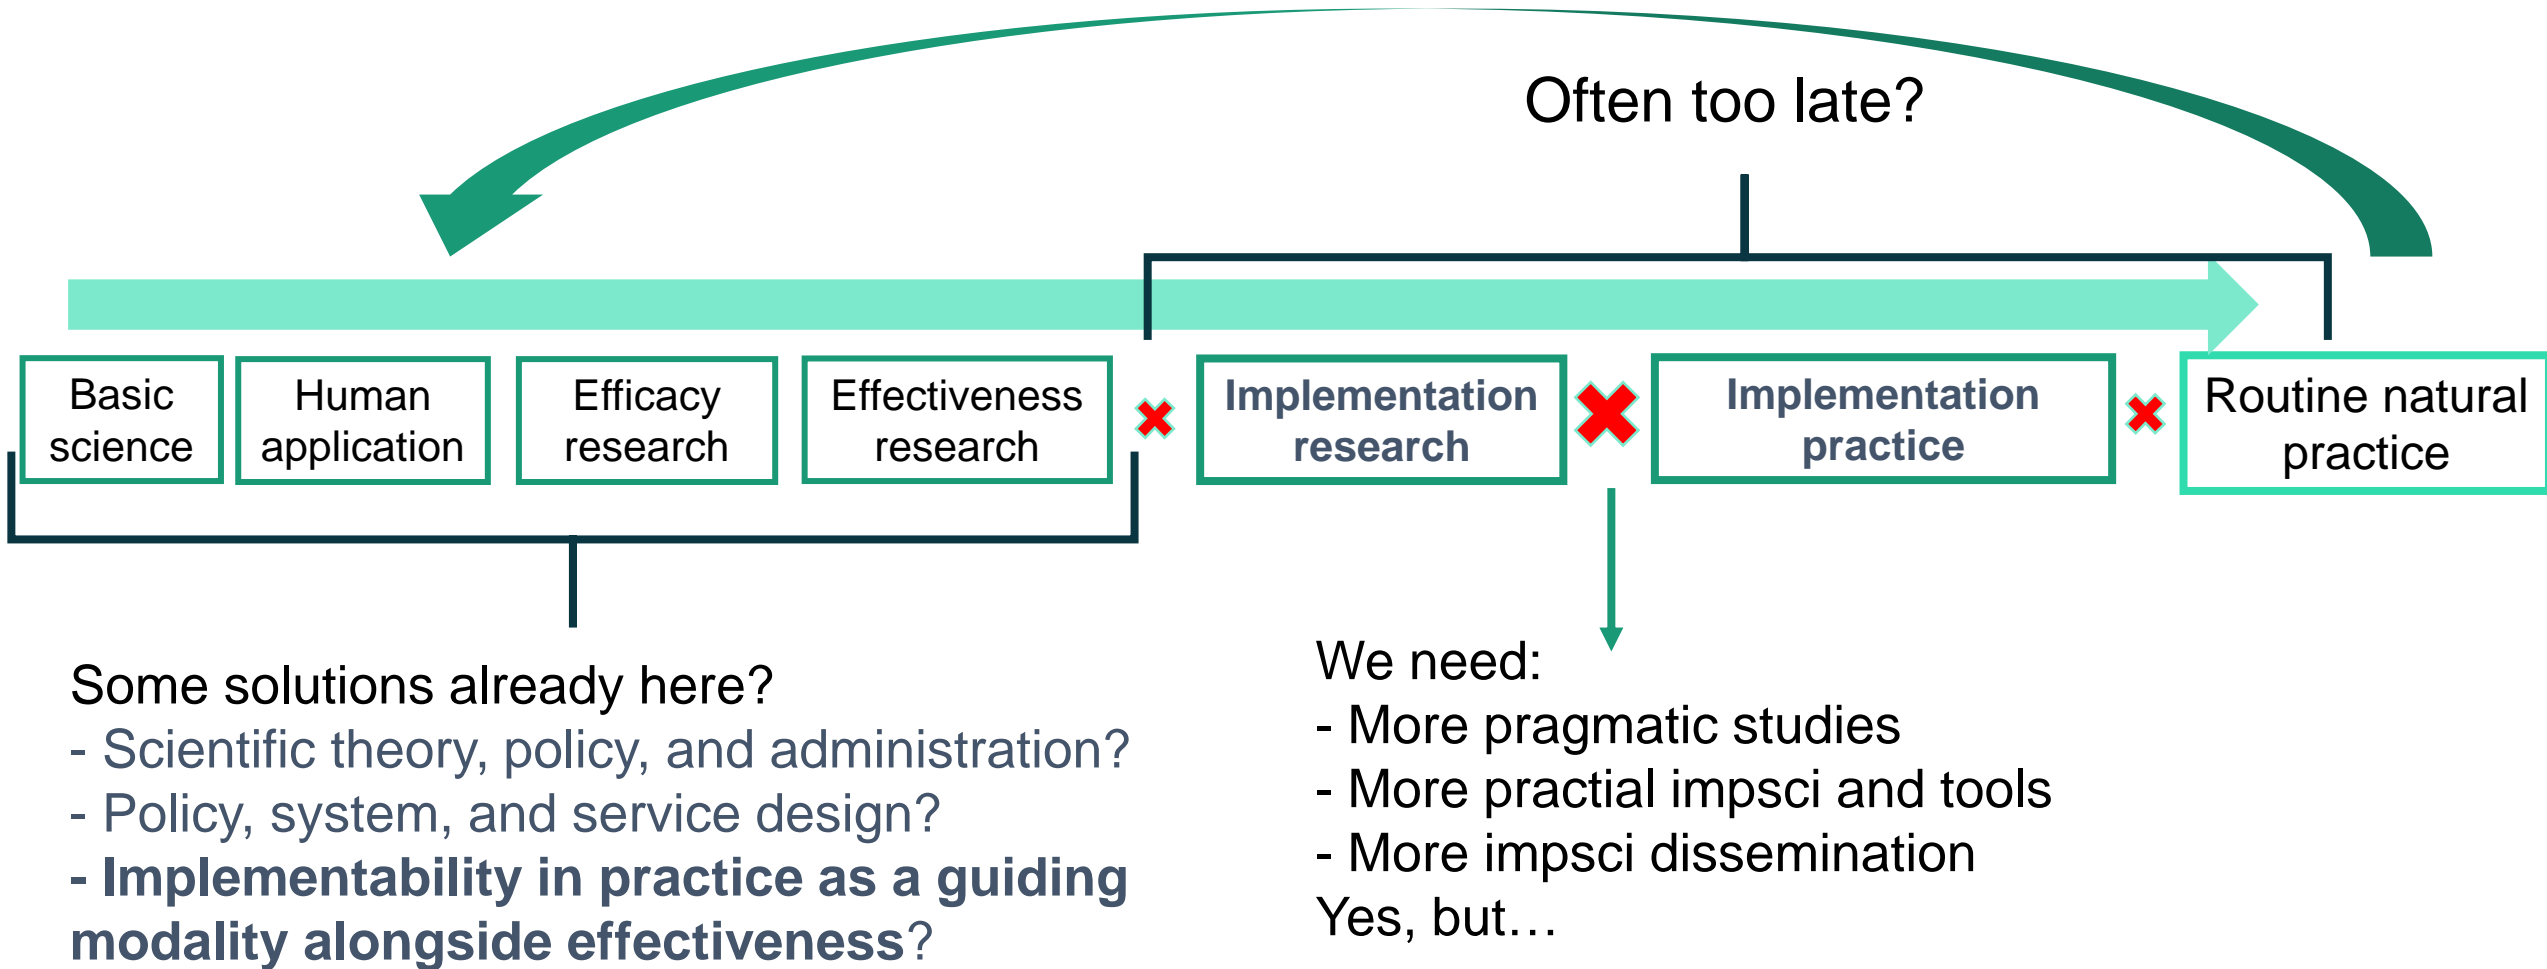 Often too late?
Basic
science
Human
application
Efficacy
research
Effectiveness
research
Implementation
research
Implementation
practice
Routine natural
practice
Some solutions already here?
- Scientific theory, policy, and administration?
- Policy, system, and service design?
- Implementability in practice as a guiding
modality alongside effectiveness?
We need:
- More pragmatic studies
- More practial impsci and tools
- More impsci dissemination
Yes, but…